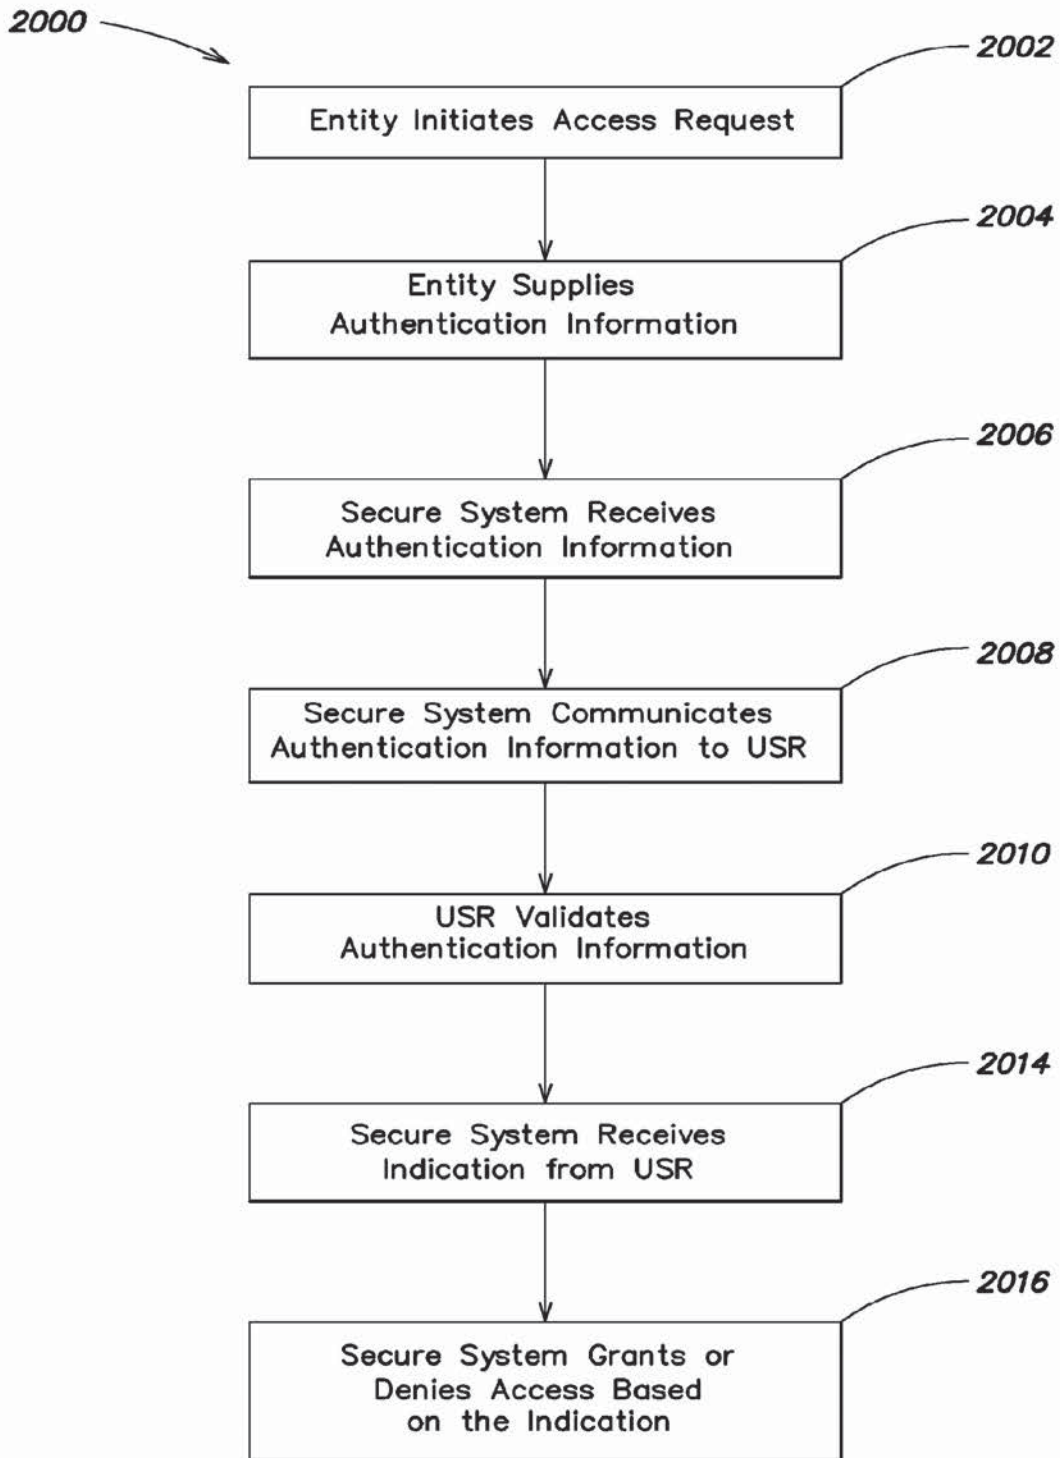 2000
2002
Entity Initiates Access Request
2004
Entity Supplies
Authentication Information
2006
Secure System Receives
Authentication Information
2008
Secure System Communicates
Authentication Information to USR
2010
USR Validates
Authentication Information
2014
Secure System Receives
Indication from USR
2016
Secure System Grants or
Denies Access Based
on the Indication